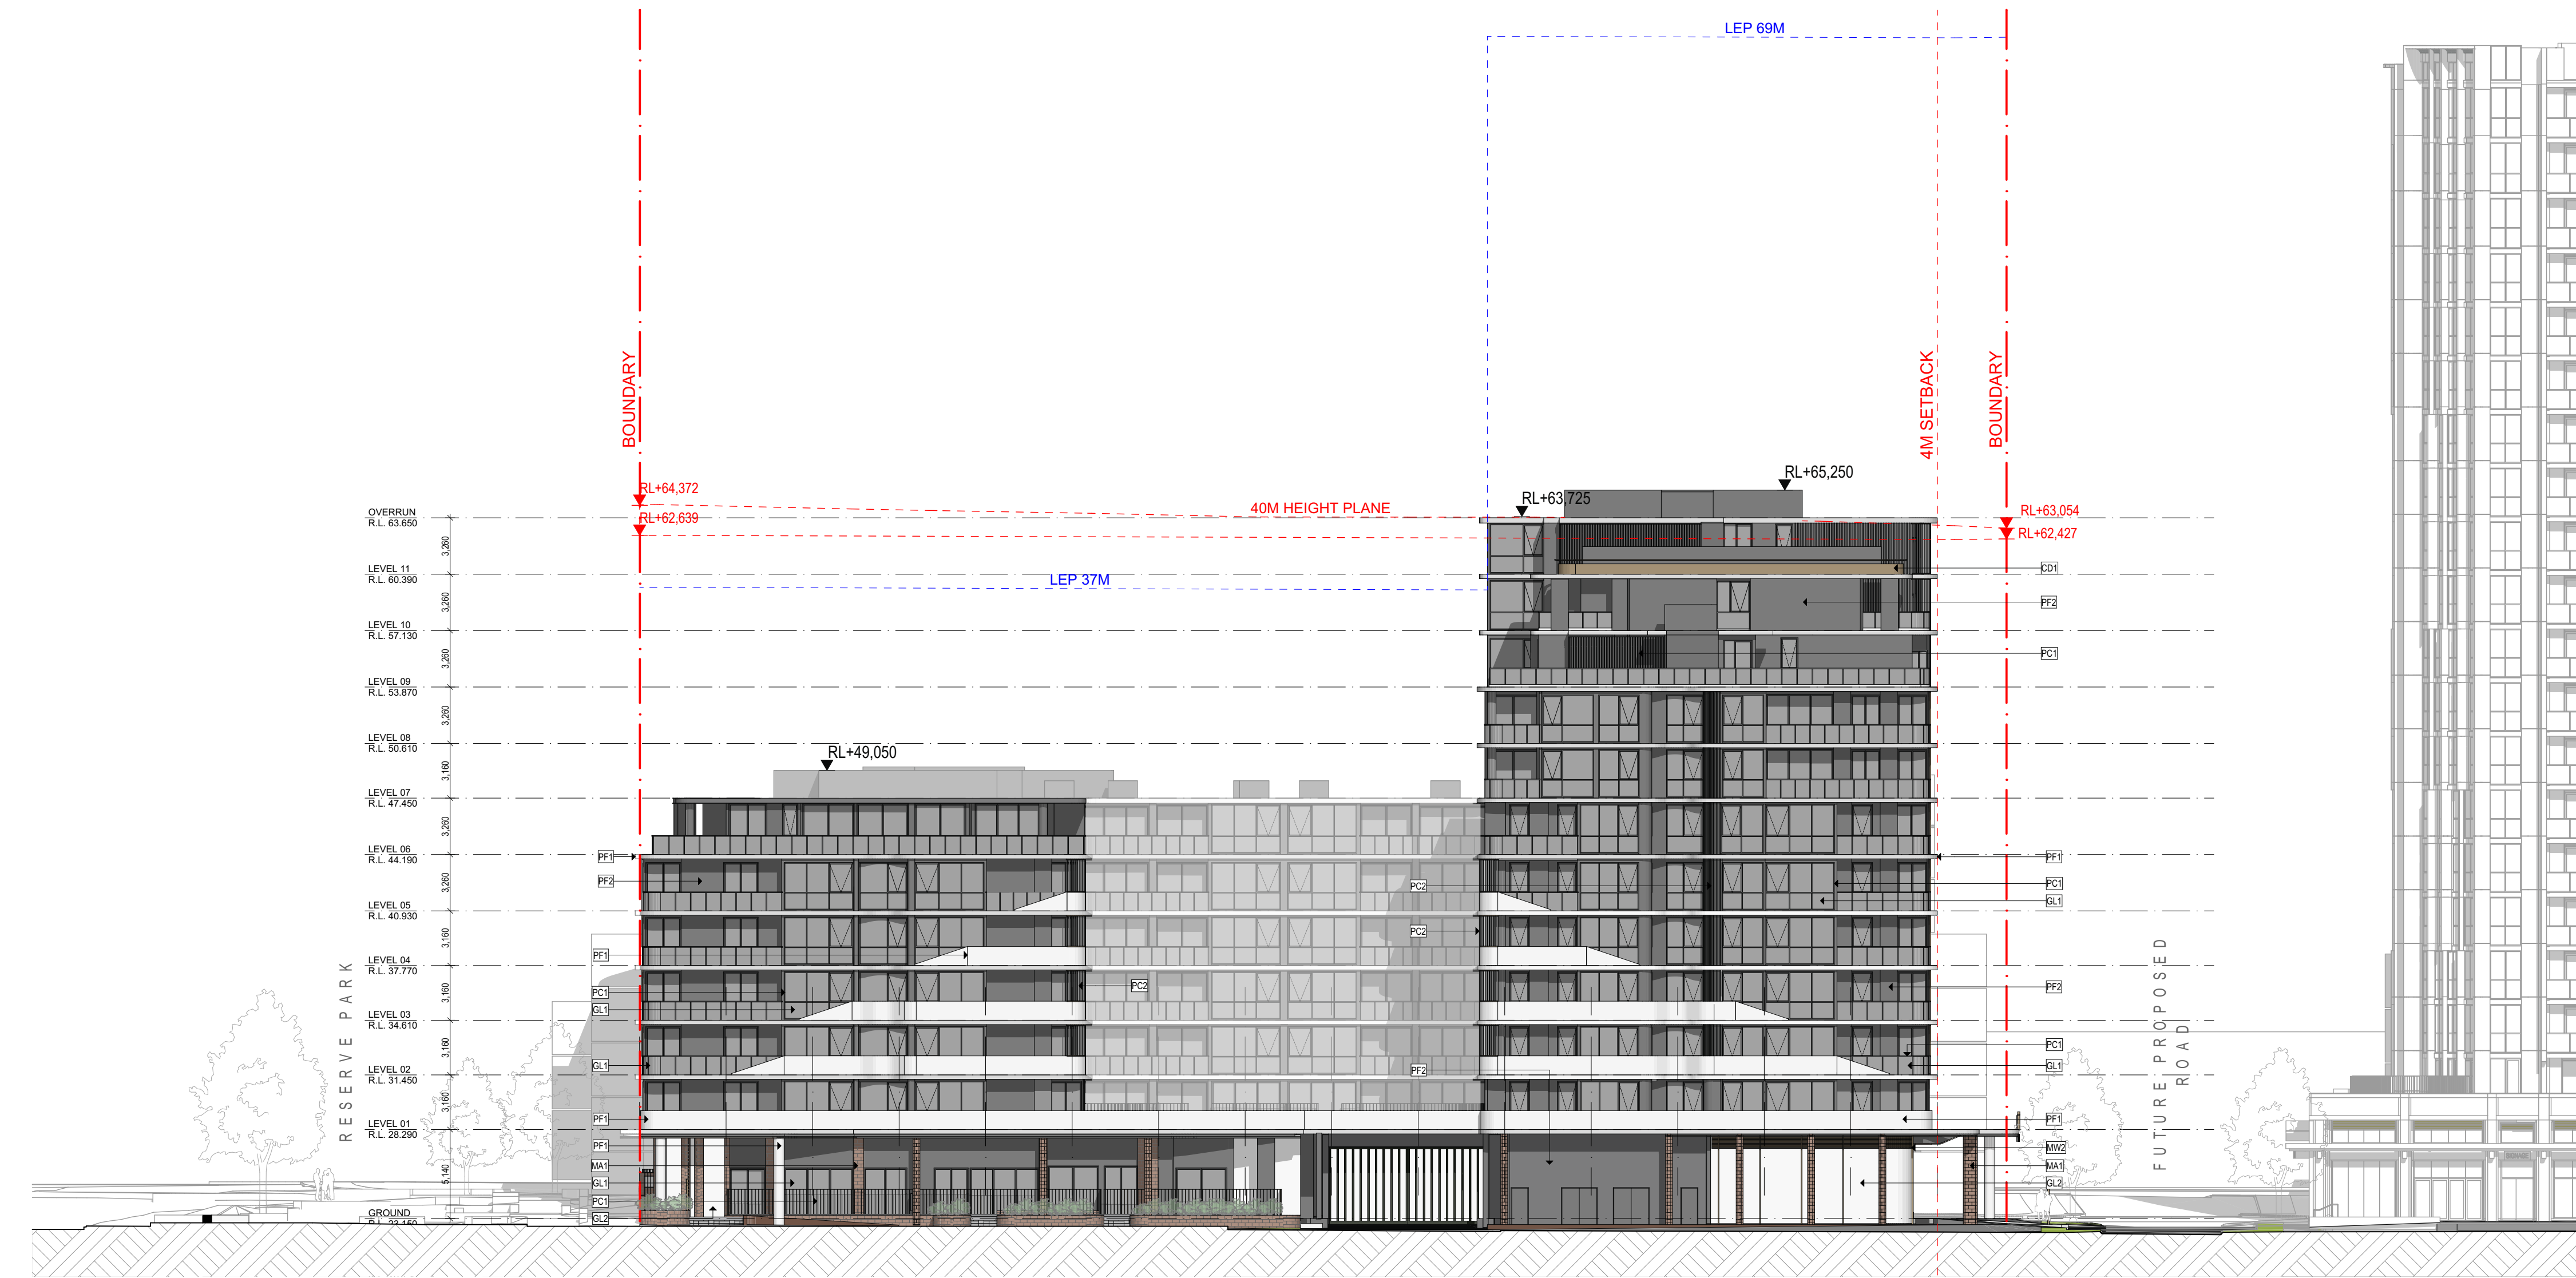 LEP 69M
BOUNDARY
4M SETBACK
BOUNDARY
RL+65,250
RL+63,725
RL+64,372
40M HEIGHT PLANE
RL+63,054
RL+62,639
RL+62,427
LEP 37M
RL+49,050
OVERRUN
R.L. 63.650
3,260
LEVEL 11
R.L. 60.390
3,260
LEVEL 10
R.L. 57.130
3,260
LEVEL 09
R.L. 53.870
3,260
LEVEL 08
R.L. 50.610
3,160
LEVEL 07
R.L. 47.450
3,260
LEVEL 06
R.L. 44.190
3,260
LEVEL 05
R.L. 40.930
3,160
LEVEL 04
R.L. 37.770
3,160
LEVEL 03
R.L. 34.610
3,160
LEVEL 02
R.L. 31.450
3,160
LEVEL 01
R.L. 28.290
5,140
GROUND
R.L. 23.150
RESERVE PARK
PF1
PF2
PF1
PC1
GL1
GL1
PF1
PF1
MA1
GL1
PC1
GL2
PC2
PC2
PC2
PF2
CD1
PF2
PC1
PF1
PC1
GL1
PF2
PC1
GL1
PF1
MW2
MA1
GL2
FUTURE PROPOSED
ROAD